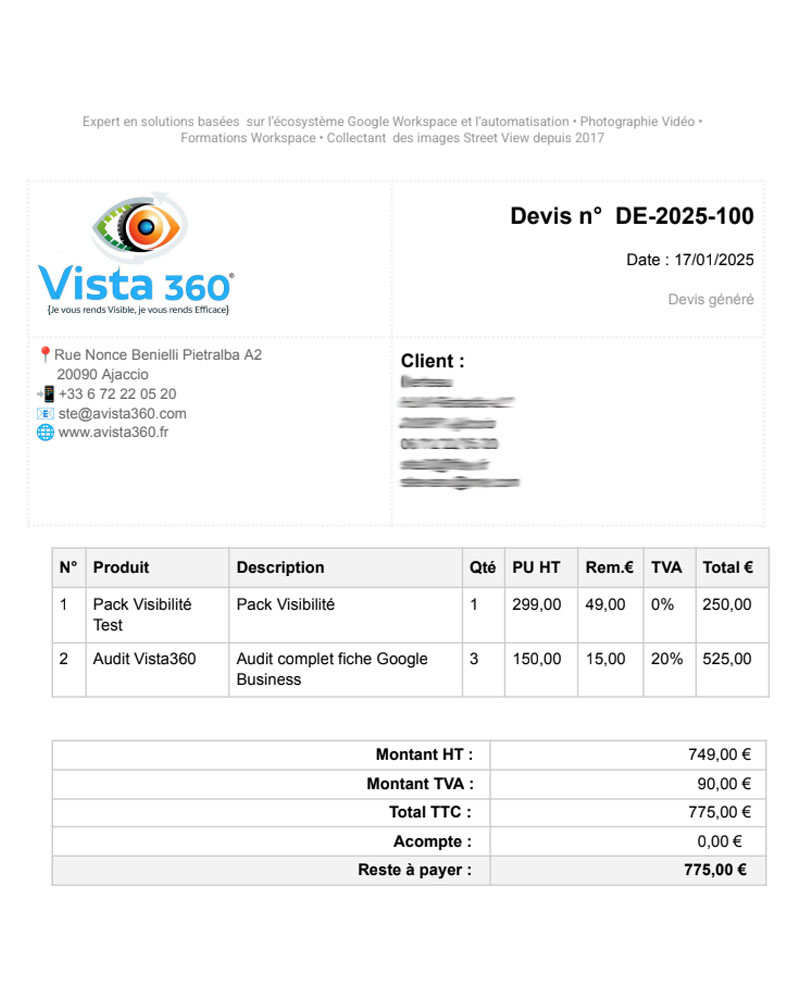 Expert en solutions basées sur l'écosystème Google Workspace et l'automatisation • Photographie Vidéo •
Formations Workspace • Collectant des images Street View depuis 2017
Vista 360®
{Je vous rends Visible, je vous rends Efficace}
Devis n° DE-2025-100
Date : 17/01/2025
Devis généré
Rue Nonce Benielli Pietralba A2
20090 Ajaccio
+33 6 72 22 05 20
ste@avista360.com
www.avista360.fr
Client :
N° Produit Description Qté PU HT Rem.€ TVA Total €
1 Pack Visibilité Pack Visibilité 1 299,00 49,00 0% 250,00
Test
2 Audit Vista360 Audit complet fiche Google 3 150,00 15,00 20% 525,00
Business
Montant HT : 749,00 €
Montant TVA : 90,00 €
Total TTC : 775,00 €
Acompte : 0,00 €
Reste à payer : 775,00 €